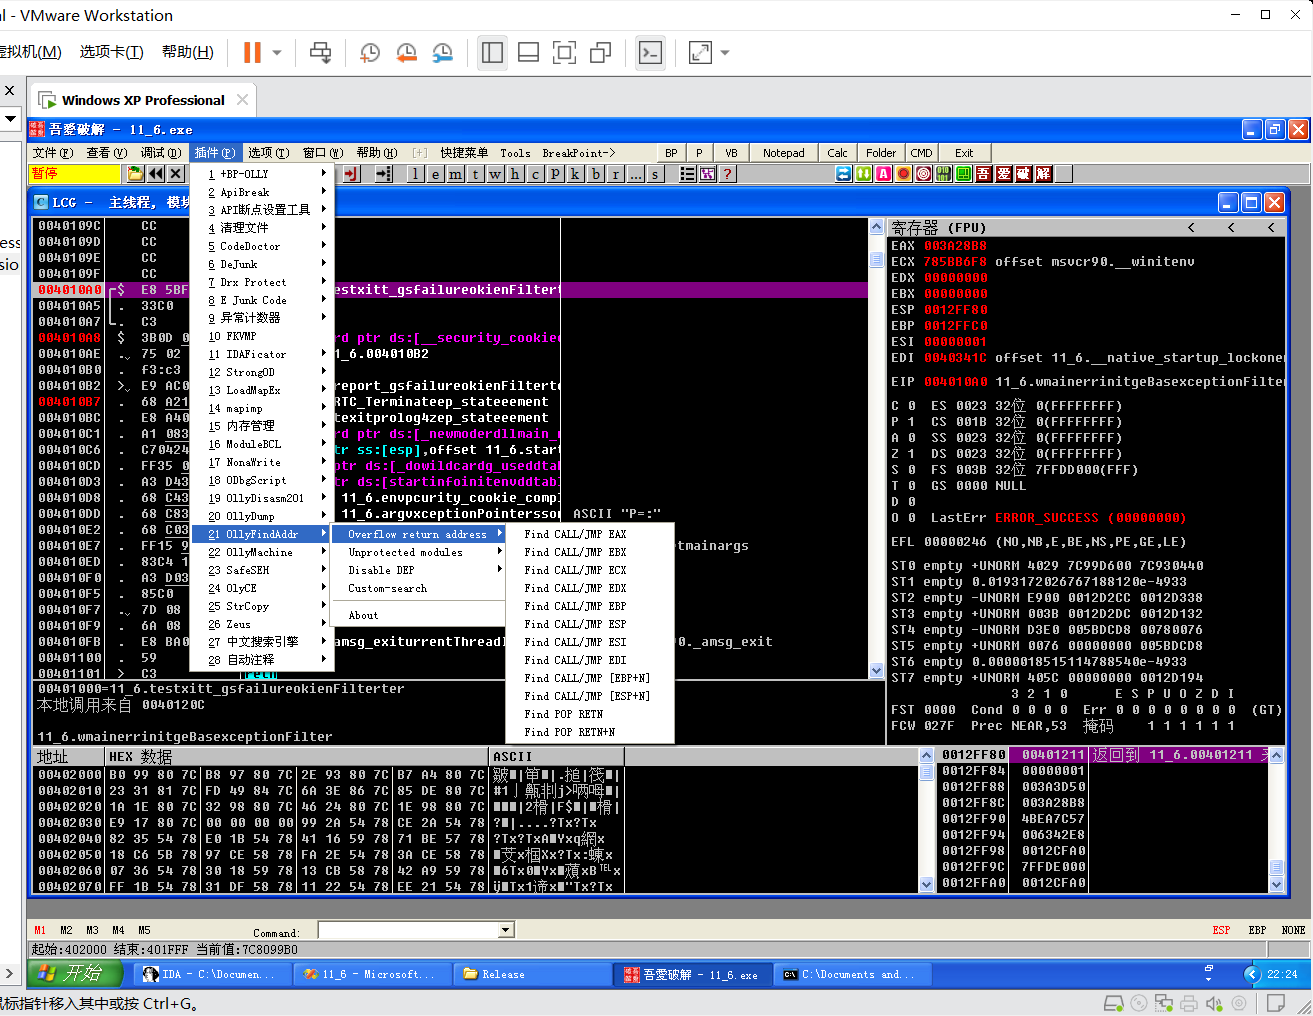 al - VMware Workstation
虚拟机(M) 选项卡(T) 帮助(H)
Windows XP Professional
吾愛破解 - 11_6.exe
文件(F) 查看(V) 调试(D) 插件(P) 选项(T) 窗口(W) 帮助(H) [+] 快捷菜单 Tools BreakPoint-> BP P VB Notepad Calc Folder CMD Exit
暂停 l e m t w h c p k b r ... s ? 吾 爱 破 解
C LCG - 主线程, 模块
1 +BP-OLLY
2 ApiBreak
3 API断点设置工具
4 清理文件
5 CodeDoctor
6 DeJunk
7 Drx Protect
8 E Junk Code
9 异常计数器
10 FKVMP
11 IDAFicator
12 StrongOD
13 LoadMapEx
14 mapimp
15 内存管理
16 ModuleBCL
17 NonaWrite
18 ODbgScript
19 OllyDisasm201
20 OllyDump
21 OllyFindAddr
22 OllyMachine
23 SafeSEH
24 OlyCE
25 StrCopy
26 Zeus
27 中文搜索引擎
28 自动注释
Overflow return address
Unprotected modules
Disable DEP
Custom-search
About
Find CALL/JMP EAX
Find CALL/JMP EBX
Find CALL/JMP ECX
Find CALL/JMP EDX
Find CALL/JMP EBP
Find CALL/JMP ESP
Find CALL/JMP ESI
Find CALL/JMP EDI
Find CALL/JMP [EBP+N]
Find CALL/JMP [ESP+N]
Find POP RETN
Find POP RETN+N
0040109C CC
0040109D CC
0040109E CC
0040109F CC
004010A0 $ E8 5BF estxitt_gsfailureokienFiltert
004010A5 . 33C0
004010A7 . C3
004010A8 $ 3B0D 0 rd ptr ds:[__security_cookie
004010AE . 75 02 1_6.004010B2
004010B0 . f3:c3
004010B2 > E9 AC0 report_gsfailureokienFilterte
004010B7 . 68 A21 RTC_Terminateep_stateeement
004010BC . E8 A40 texitprolog4zep_statement
004010C1 . A1 083 rd ptr ds:[_newmoderdllmain_
004010C6 . C70424 tr ss:[esp],offset 11_6.start
004010CD . FF35 0 ptr ds:[_dowildcardg_useddtab
004010D3 . A3 D43 tr ds:[startinfoinitenvddtabl
004010D8 . 68 C43 11_6.envpcurity_cookie_compl
004010DD . 68 C83 11_6.argvxceptionPointersson ASCII "P=:"
004010E2 . 68 C03
004010E7 . FF15 9 etmainargs
004010ED . 83C4 1
004010F0 . A3 D03
004010F5 . 85C0
004010F7 . 7D 08
004010F9 . 6A 08
004010FB . E8 BA0 amsg_exiturrentThreadI 90._amsg_exit
00401100 . 59
00401101 > C3 retn
00401000=11_6.testxitt_gsfailureokienFilterter
本地调用来自 0040120C
11_6.wmainerrinitgeBasexceptionFilter
寄存器 (FPU) < < <
EAX 003A28B8
ECX 785BB6F8 offset msvcr90.__winitenv
EDX 00000000
EBX 00000000
ESP 0012FF80
EBP 0012FFC0
ESI 00000001
EDI 0040341C offset 11_6.__native_startup_lockoner
EIP 004010A0 11_6.wmainerrinitgeBasexceptionFilter
C 0 ES 0023 32位 0(FFFFFFFF)
P 1 CS 001B 32位 0(FFFFFFFF)
A 0 SS 0023 32位 0(FFFFFFFF)
Z 1 DS 0023 32位 0(FFFFFFFF)
S 0 FS 003B 32位 7FFDD000(FFF)
T 0 GS 0000 NULL
D 0
O 0 LastErr ERROR_SUCCESS (00000000)
EFL 00000246 (NO,NB,E,BE,NS,PE,GE,LE)
ST0 empty +UNORM 4029 7C99D600 7C930440
ST1 empty 0.0193172026767188120e-4933
ST2 empty -UNORM E900 0012D2CC 0012D338
ST3 empty +UNORM 003B 0012D2DC 0012D132
ST4 empty -UNORM D3E0 005BDCD8 00780076
ST5 empty +UNORM 0076 00000000 005BDCD8
ST6 empty 0.0000018515114788540e-4933
ST7 empty +UNORM 405C 00000000 0012D194
3 2 1 0 E S P U O Z D I
FST 0000 Cond 0 0 0 0 Err 0 0 0 0 0 0 0 0 (GT)
FCW 027F Prec NEAR,53 掩码 1 1 1 1 1 1
地址 HEX 数据 ASCII
00402000 B0 99 80 7C B8 97 80 7C 2E 93 80 7C B7 A4 80 7C
00402010 23 31 81 7C FD 49 84 7C 6A 3E 86 7C 85 DE 80 7C
00402020 1A 1E 80 7C 32 98 80 7C 46 24 80 7C 1E 98 80 7C
00402030 E9 17 80 7C 00 00 00 00 99 2A 54 78 CE 2A 54 78 ?■|....?Tx?Tx
00402040 82 35 54 78 E0 1B 54 78 41 16 59 78 71 BE 57 78
00402050 18 C6 5B 78 97 CE 58 78 FA 2E 54 78 3A CE 58 78
00402060 07 36 54 78 30 18 59 78 13 CB 58 78 42 A9 59 78
00402070 FF 1B 54 78 31 DF 58 78 11 22 54 78 EE 21 54 78
0012FF80 00401211 返回到 11_6.00401211 来
0012FF84 00000001
0012FF88 003A3D50
0012FF8C 003A28B8
0012FF90 4BEA7C57
0012FF94 006342E8
0012FF98 0012CFA0
0012FF9C 7FFDE000
0012FFA0 0012CFA0
M1 M2 M3 M4 M5 Command: ESP EBP NONE
起始:402000 结束:401FFF 当前值:7C8099B0
开始 IDA - C:\Documen... 11_6 - Microsoft... Release 吾爱破解 - 11_6.exe C:\Documents and... 22:24
鼠标指针移入其中或按 Ctrl+G。